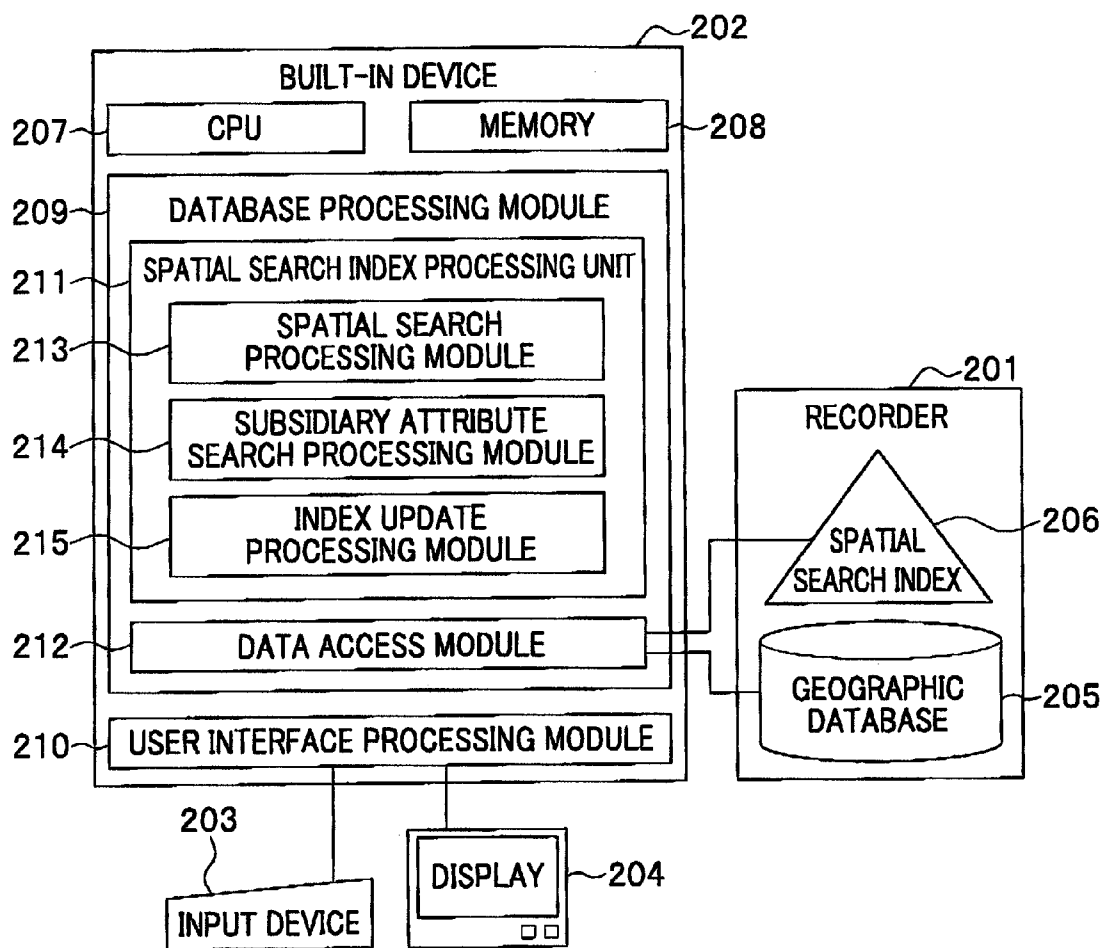 202
BUILT-IN DEVICE
207
CPU
MEMORY
208
209
DATABASE PROCESSING MODULE
211
SPATIAL SEARCH INDEX PROCESSING UNIT
213
SPATIAL SEARCH
PROCESSING MODULE
214
SUBSIDIARY ATTRIBUTE
SEARCH PROCESSING MODULE
215
INDEX UPDATE
PROCESSING MODULE
212
DATA ACCESS MODULE
210
USER INTERFACE PROCESSING MODULE
201
RECORDER
206
SPATIAL
SEARCH INDEX
GEOGRAPHIC
DATABASE
205
203
INPUT DEVICE
DISPLAY
204